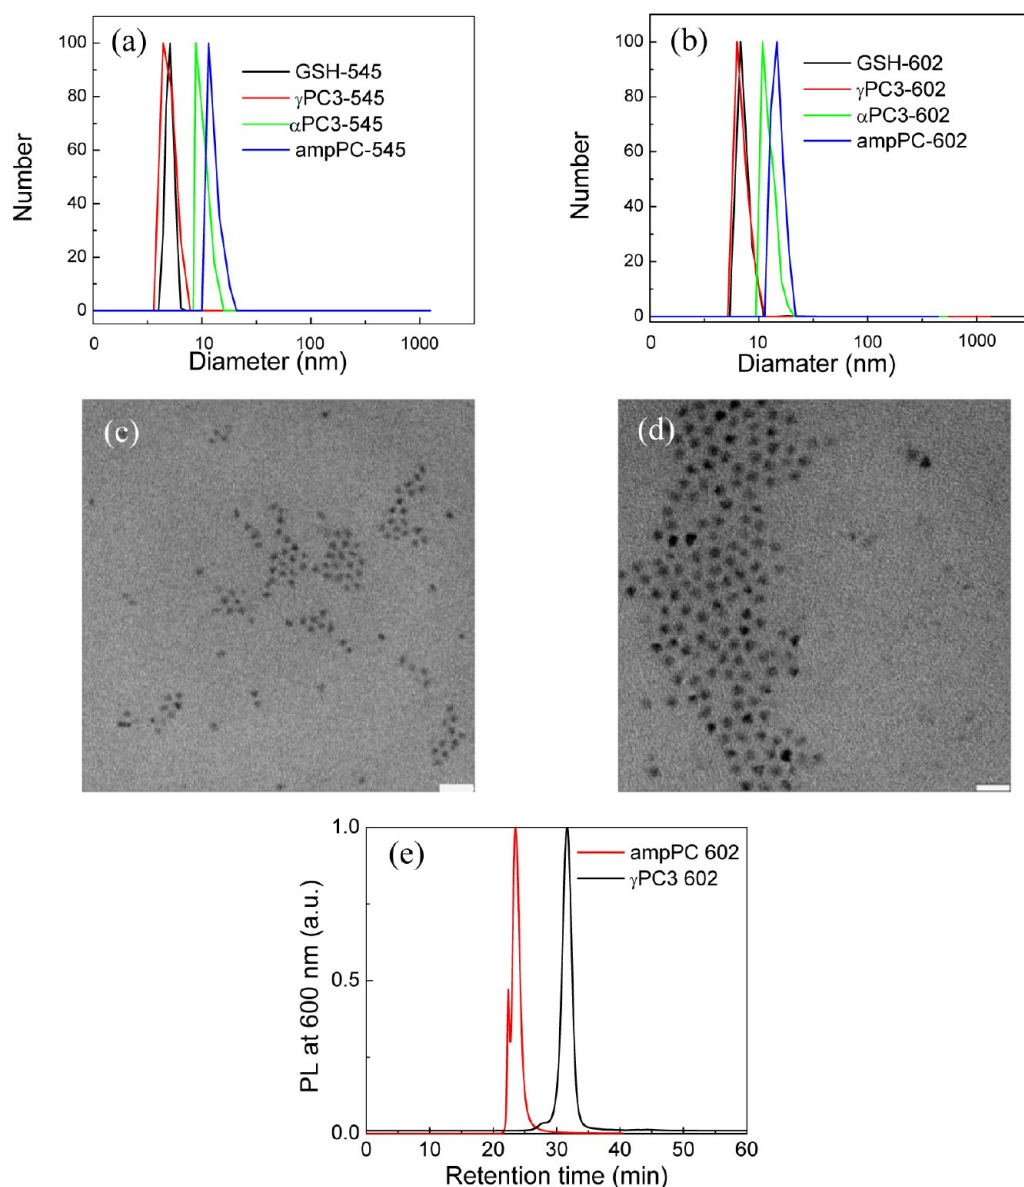 (a)
100
80
60
40
20
0
Number
GSH-545
γPC3-545
αPC3-545
ampPC-545
0 10 100 1000
Diameter (nm)
(b)
100
80
60
40
20
0
Number
GSH-602
γPC3-602
αPC3-602
ampPC-602
0 10 100 1000
Diamater (nm)
(c)
(d)
(e)
1.0
0.5
0.0
PL at 600 nm (a.u.)
ampPC 602
γPC3 602
0 10 20 30 40 50 60
Retention time (min)